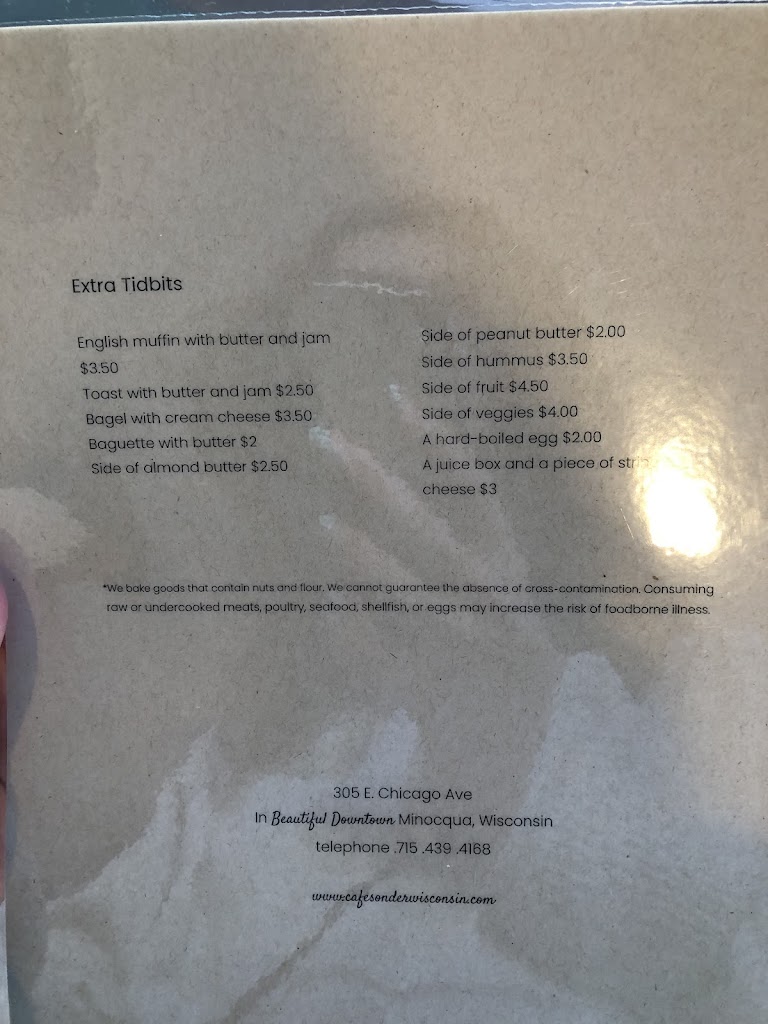 Extra Tidbits
English muffin with butter and jam
$3.50
Toast with butter and jam $2.50
Bagel with cream cheese $3.50
Baguette with butter $2
Side of almond butter $2.50
Side of peanut butter $2.00
Side of hummus $3.50
Side of fruit $4.50
Side of veggies $4.00
A hard-boiled egg $2.00
A juice box and a piece of string
cheese $3
*We bake goods that contain nuts and flour. We cannot guarantee the absence of cross-contamination. Consuming
raw or undercooked meats, poultry, seafood, shellfish, or eggs may increase the risk of foodborne illness.
305 E. Chicago Ave
In Beautiful Downtown Minocqua, Wisconsin
telephone .715 .439 .4168
www.cafesonderwisconsin.com